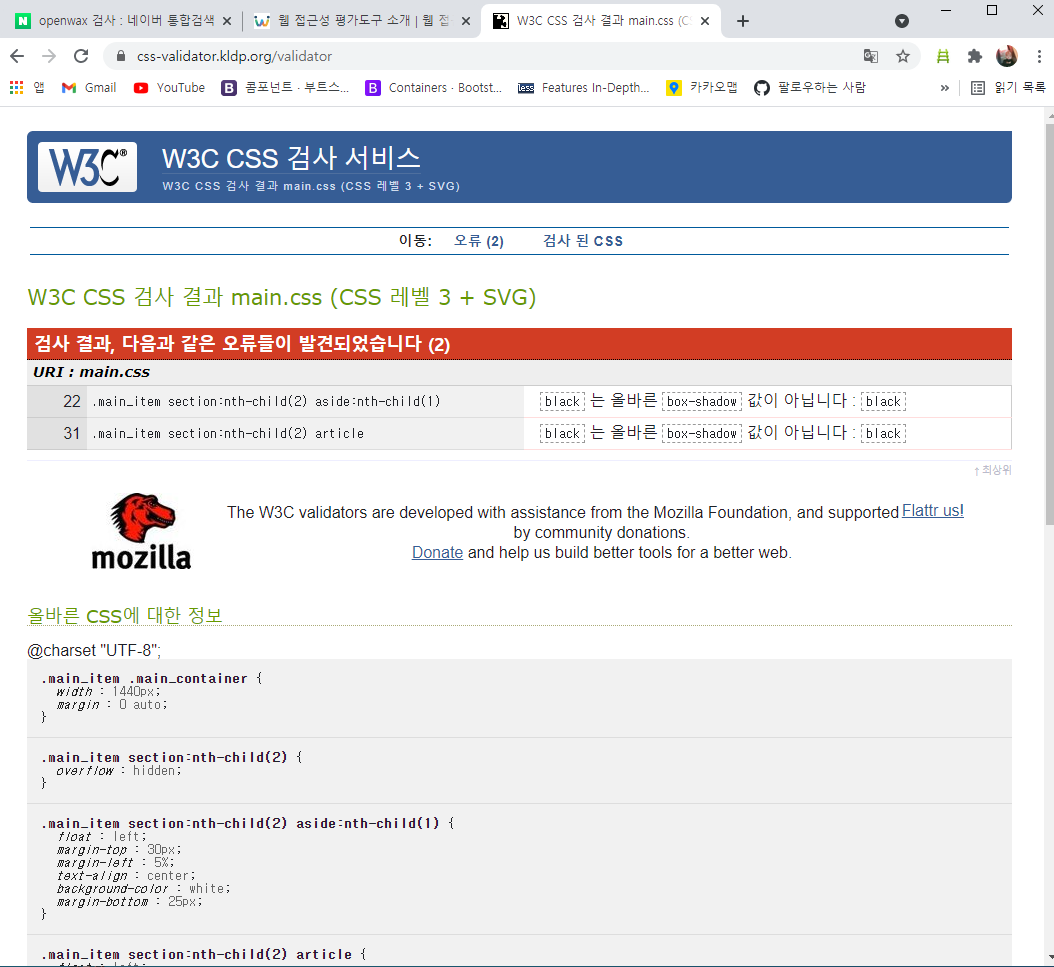 openwax 검사 : 네이버 통합검색
웹 접근성 평가도구 소개 | 웹 접
W3C CSS 검사 결과 main.css (CS
css-validator.kldp.org/validator
앱 Gmail YouTube 콤포넌트 · 부트스... Containers · Bootst... less Features In-Depth... 카카오맵 팔로우하는 사람 » 읽기 목록
W3C® W3C CSS 검사 서비스
W3C CSS 검사 결과 main.css (CSS 레벨 3 + SVG)
이동: 오류 (2) 검사 된 CSS
W3C CSS 검사 결과 main.css (CSS 레벨 3 + SVG)
검사 결과, 다음과 같은 오류들이 발견되었습니다 (2)
URI : main.css
22 .main_item section:nth-child(2) aside:nth-child(1) black 는 올바른 box-shadow 값이 아닙니다 : black
31 .main_item section:nth-child(2) article black 는 올바른 box-shadow 값이 아닙니다 : black
↑ 최상위
mozilla
The W3C validators are developed with assistance from the Mozilla Foundation, and supported Flattr us!
by community donations.
Donate and help us build better tools for a better web.
올바른 CSS에 대한 정보
@charset "UTF-8";
.main_item .main_container {
width : 1440px;
margin : 0 auto;
}
.main_item section:nth-child(2) {
overflow : hidden;
}
.main_item section:nth-child(2) aside:nth-child(1) {
float : left;
margin-top : 30px;
margin-left : 5%;
text-align : center;
background-color : white;
margin-bottom : 25px;
}
.main_item section:nth-child(2) article {
float : left;